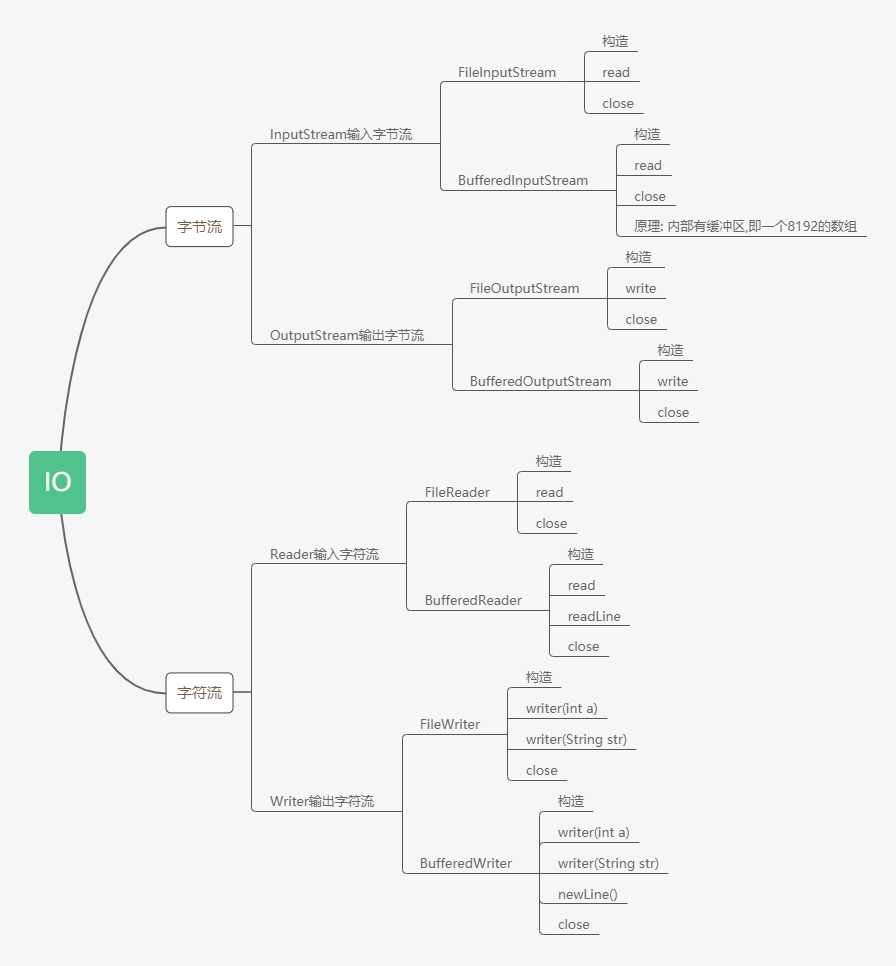 IO
字节流
InputStream输入字节流
FileInputStream
构造
read
close
BufferedInputStream
构造
read
close
原理: 内部有缓冲区,即一个8192的数组
OutputStream输出字节流
FileOutputStream
构造
write
close
BufferedOutputStream
构造
write
close
字符流
Reader输入字符流
FileReader
构造
read
close
BufferedReader
构造
read
readLine
close
Writer输出字符流
FileWriter
构造
writer(int a)
writer(String str)
close
BufferedWriter
构造
writer(int a)
writer(String str)
newLine()
close